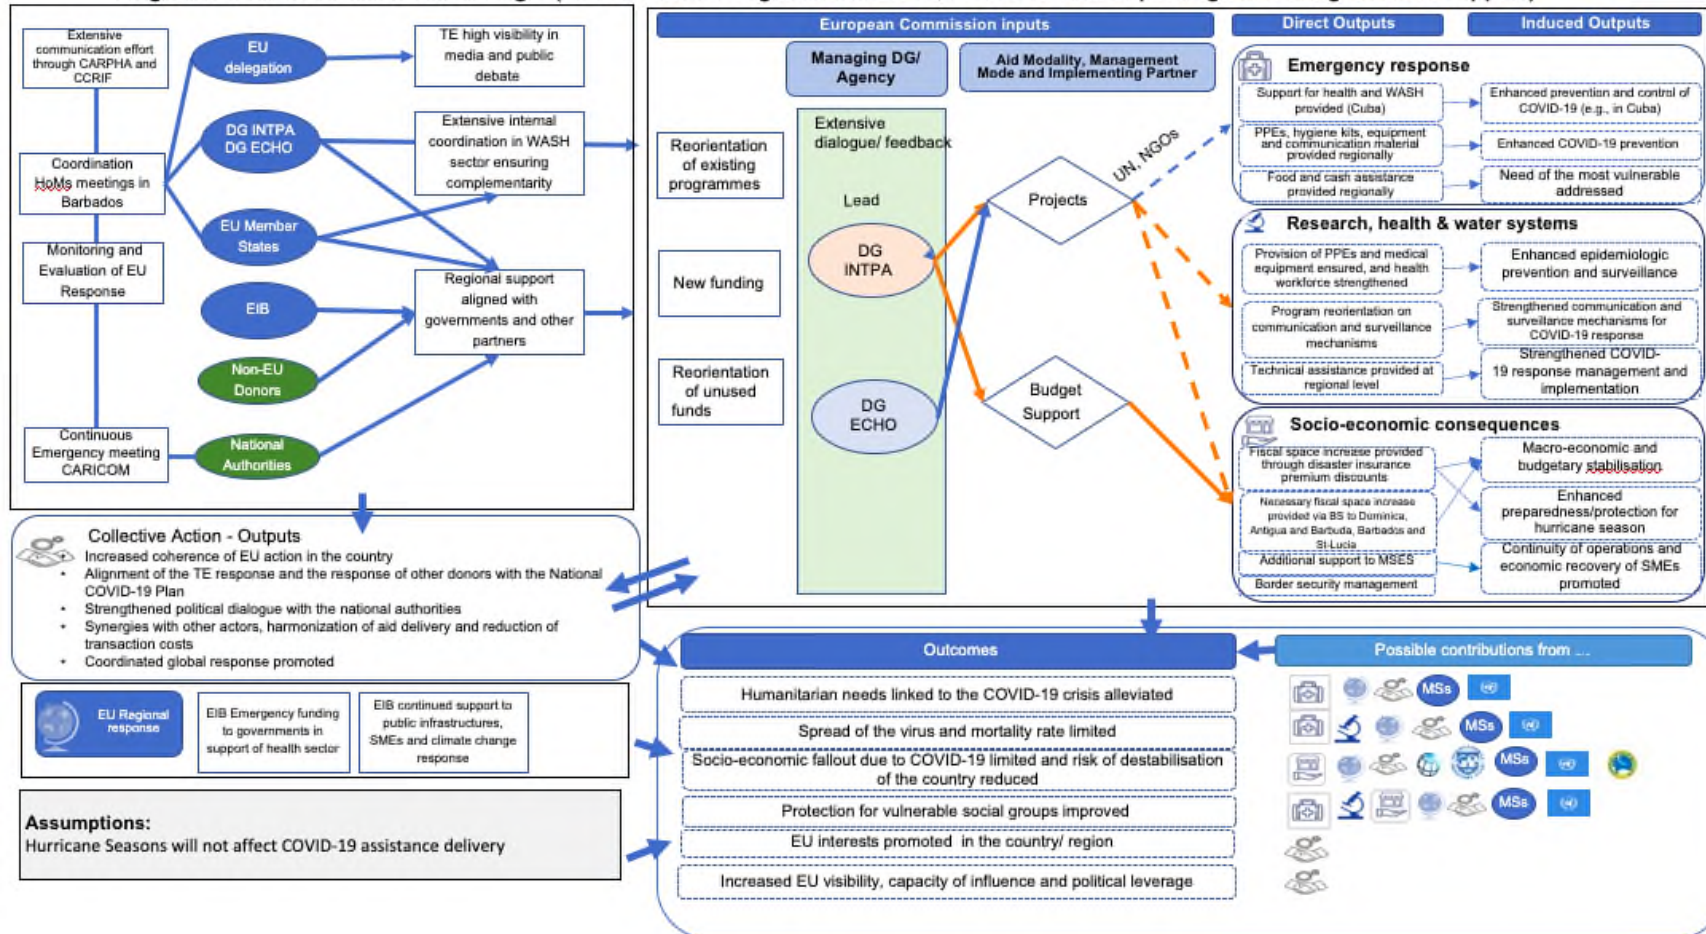 Extensive
communication effort
through CARPHA and
CCRIF
EU
delegation
TE high visibility in
media and public
debate
DG INTPA
DG ECHO
Extensive internal
coordination in WASH
sector ensuring
complementarity
Coordination
HoMs meetings in
Barbados
EU Member
States
Monitoring and
Evaluation of EU
Response
EIB
Regional support
aligned with
governments and other
partners
Non-EU
Donors
Continuous
Emergency meeting
CARICOM
National
Authorities
European Commission inputs
Managing DG/
Agency
Aid Modality, Management
Mode and Implementing Partner
Reorientation
of existing
programmes
New funding
Reorientation
of unused
funds
Extensive
dialogue/ feedback
Lead
DG
INTPA
DG
ECHO
Projects
Budget
Support
UN, NGOs
Direct Outputs
Induced Outputs
Emergency response
Support for health and WASH
provided (Cuba)
Enhanced prevention and control of
COVID-19 (e.g., in Cuba)
PPEs, hygiene kits, equipment
and communication material
provided regionally
Enhanced COVID-19 prevention
Food and cash assistance
provided regionally
Need of the most vulnerable
addressed
Research, health & water systems
Provision of PPEs and medical
equipment ensured, and health
workforce strengthened
Enhanced epidemiologic
prevention and surveillance
Program reorientation on
communication and surveillance
mechanisms
Strengthened communication and
surveillance mechanisms for
COVID-19 response
Technical assistance provided at
regional level
Strengthened COVID-
19 response management and
implementation
Socio-economic consequences
Fiscal space increase provided
through disaster insurance
premium discounts
Macro-economic and
budgetary stabilisation
Necessary fiscal space increase
provided via BS to Dominica,
Antigua and Barbuda, Barbados and
St-Lucia
Enhanced
preparedness/protection for
hurricane season
Additional support to MSES
Continuity of operations and
economic recovery of SMEs
promoted
Border security management
Collective Action - Outputs
• Increased coherence of EU action in the country
• Alignment of the TE response and the response of other donors with the National
COVID-19 Plan
• Strengthened political dialogue with the national authorities
• Synergies with other actors, harmonization of aid delivery and reduction of
transaction costs
• Coordinated global response promoted
EU Regional
response
EIB Emergency funding
to governments in
support of health sector
EIB continued support to
public infrastructures,
SMEs and climate change
response
Assumptions:
Hurricane Seasons will not affect COVID-19 assistance delivery
Outcomes
Humanitarian needs linked to the COVID-19 crisis alleviated
Spread of the virus and mortality rate limited
Socio-economic fallout due to COVID-19 limited and risk of destabilisation
of the country reduced
Protection for vulnerable social groups improved
EU interests promoted in the country/ region
Increased EU visibility, capacity of influence and political leverage
Possible contributions from ...
MSs
MSs
MSs
MSs